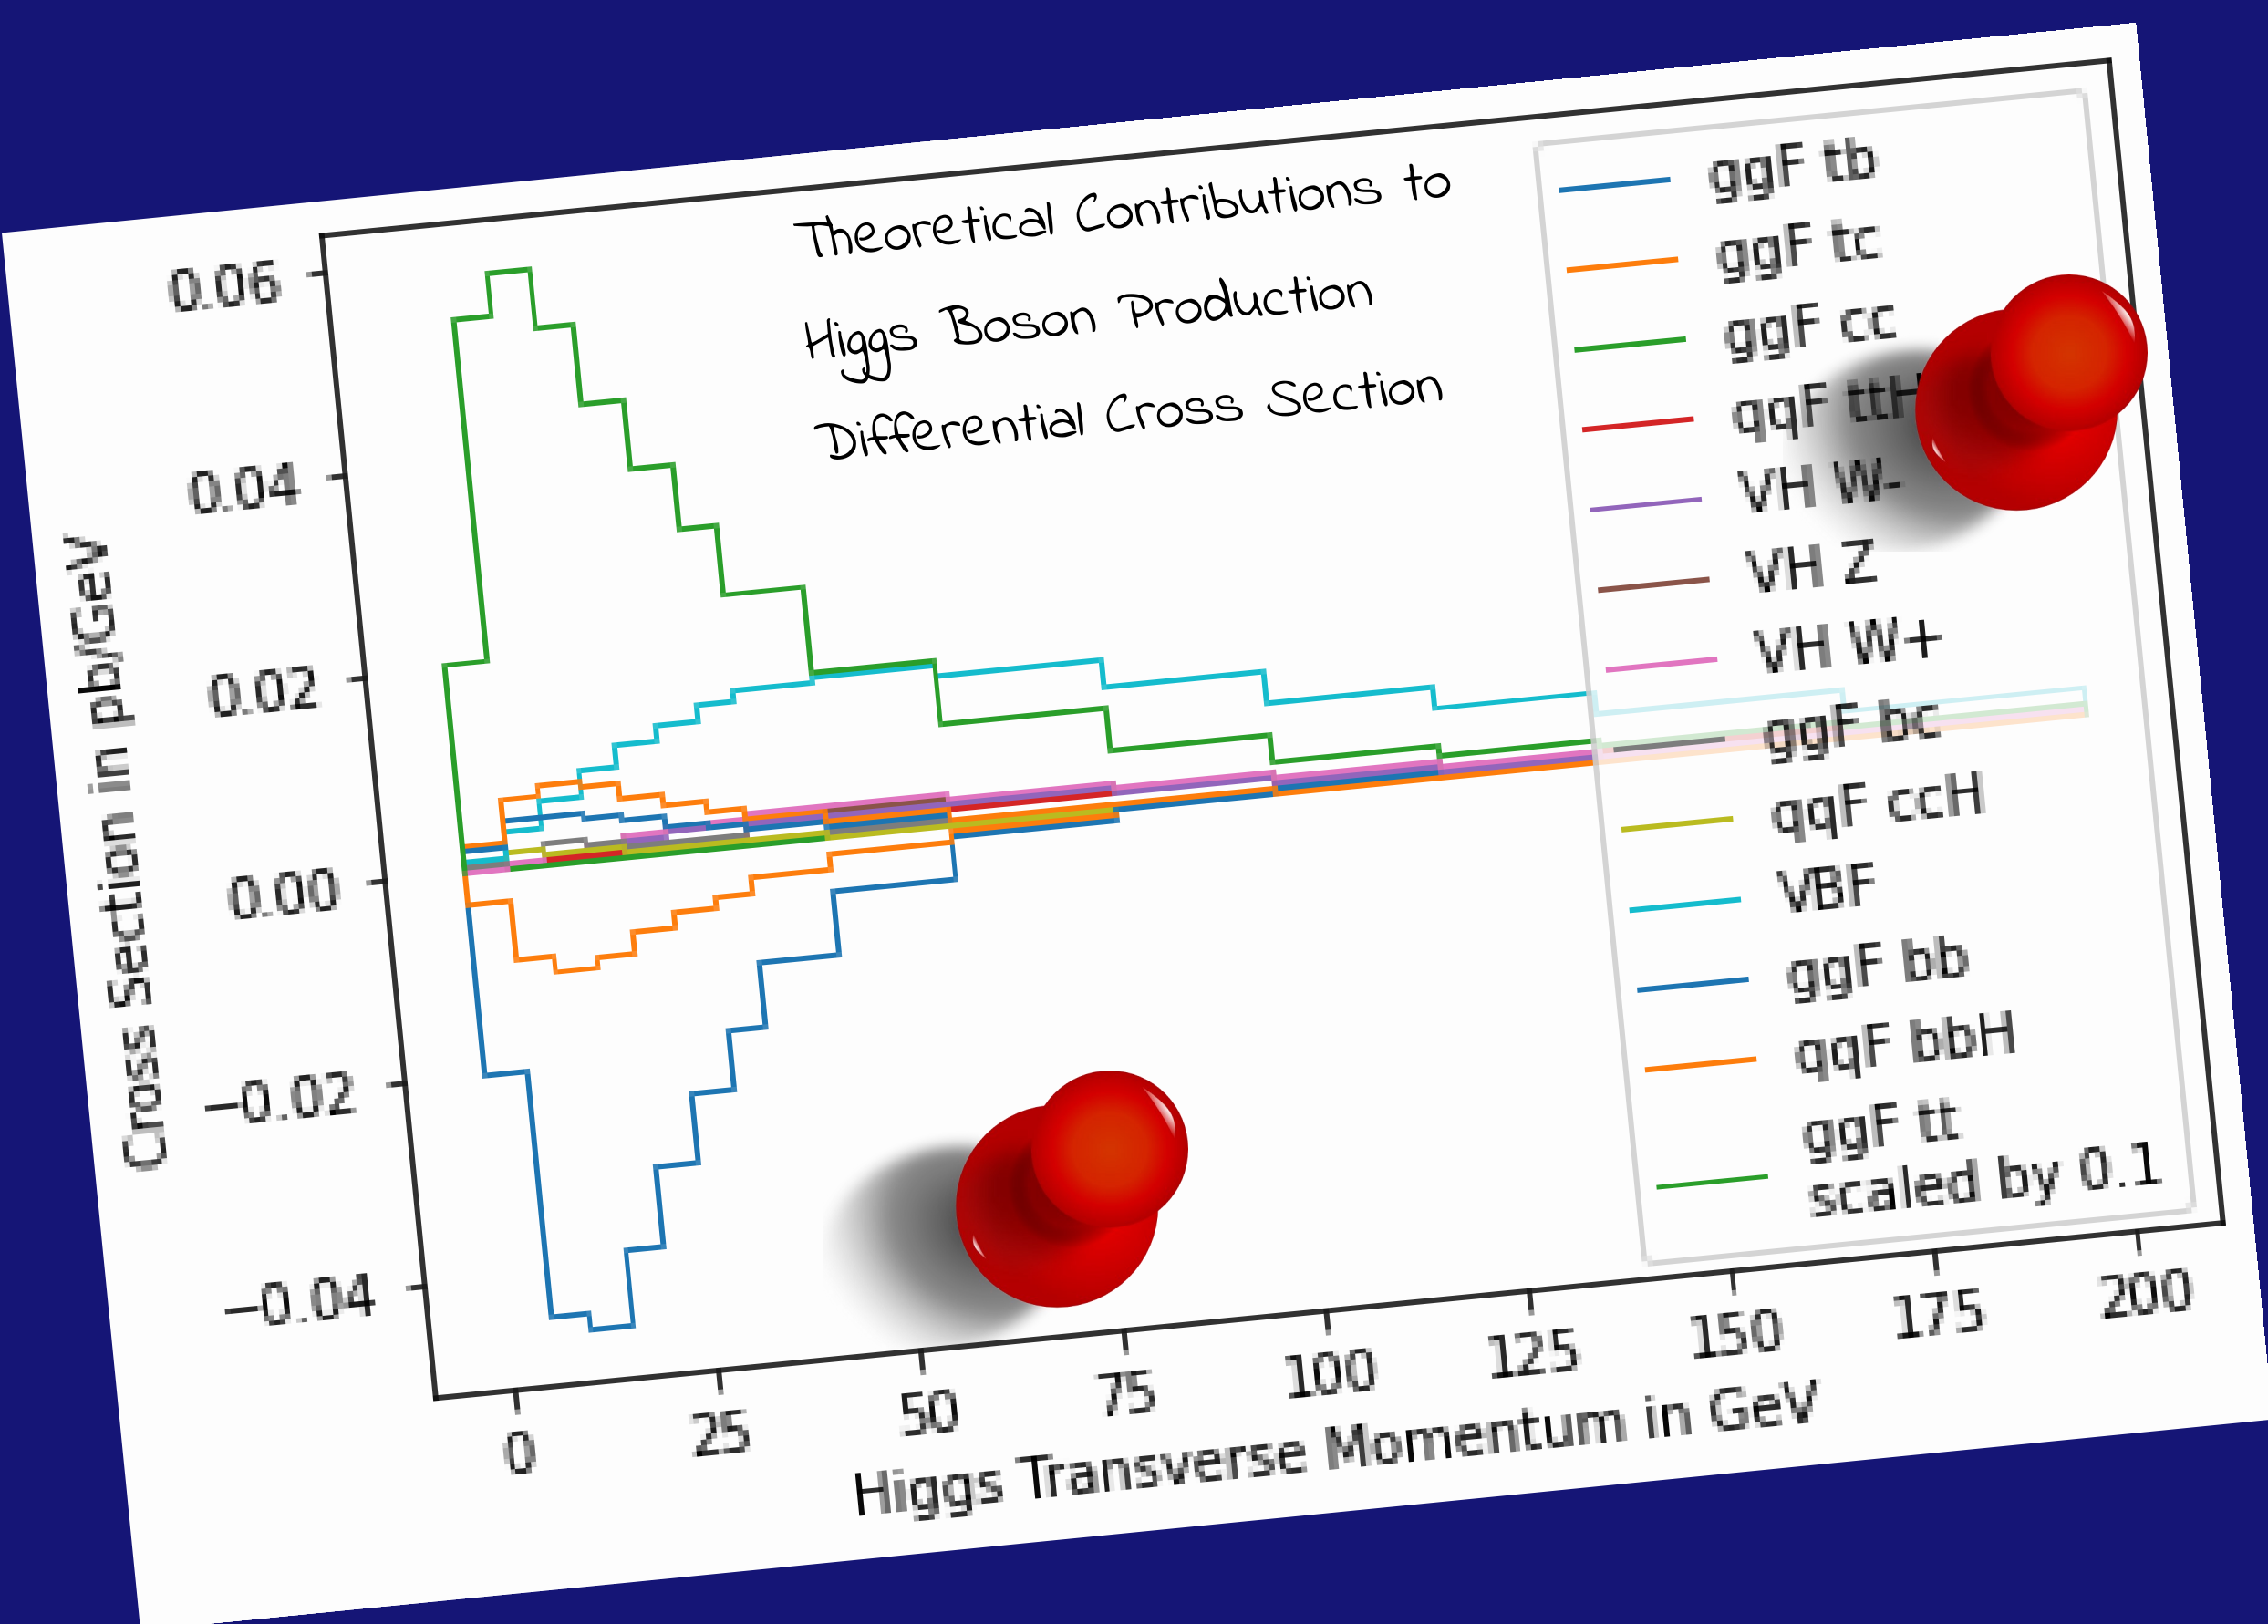 Theoretical Contributions to
Higgs Boson Production
Differential Cross Section
ggF tb
ggF tc
ggF cc
qqF ttH
VH W-
VH Z
VH W+
ggF bc
qqF ccH
VBF
ggF bb
qqF bbH
ggF tt
scaled by 0.1
Cross Section in pb/GeV
0.06
0.04
0.02
0.00
−0.02
−0.04
0 25 50 75 100 125 150 175 200
Higgs Transverse Momentum in GeV